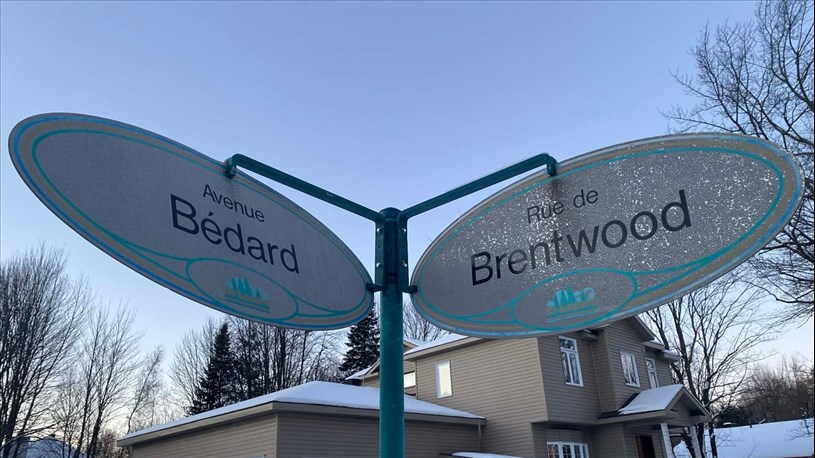 Avenue
Bédard
Rue de
Brentwood